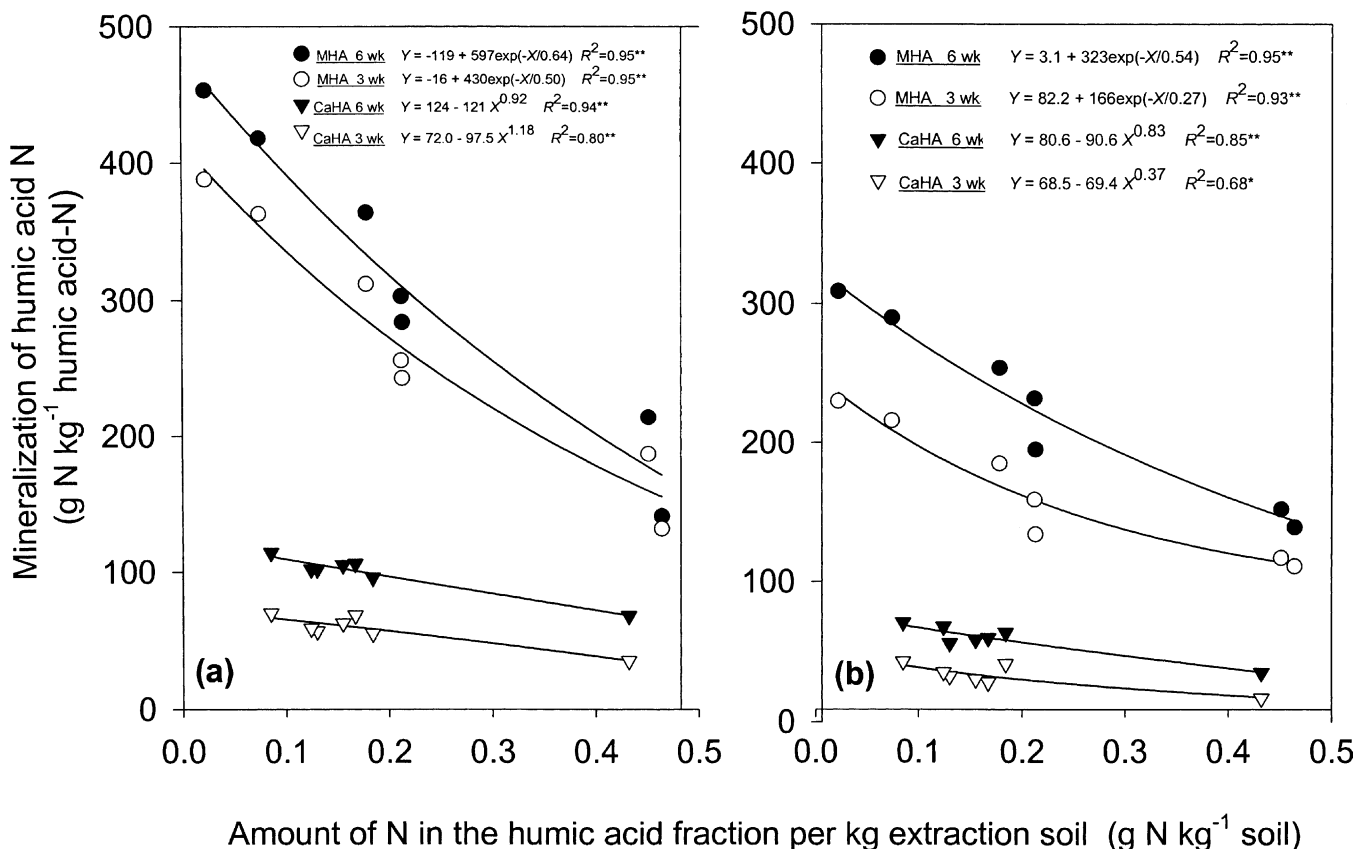 Mineralization of humic acid N
(g N kg⁻¹ humic acid-N)
500
400
300
200
100
0
MHA 6 wk Y = -119 + 597exp(-X/0.64) R²=0.95**
MHA 3 wk Y = -16 + 430exp(-X/0.50) R²=0.95**
CaHA 6 wk Y = 124 - 121 X^0.92 R²=0.94**
CaHA 3 wk Y = 72.0 - 97.5 X^1.18 R²=0.80**
(a)
0.0 0.1 0.2 0.3 0.4 0.5
500
400
300
200
100
0
MHA 6 wk Y = 3.1 + 323exp(-X/0.54) R²=0.95**
MHA 3 wk Y = 82.2 + 166exp(-X/0.27) R²=0.93**
CaHA 6 wk Y = 80.6 - 90.6 X^0.83 R²=0.85**
CaHA 3 wk Y = 68.5 - 69.4 X^0.37 R²=0.68*
(b)
0.0 0.1 0.2 0.3 0.4 0.5
Amount of N in the humic acid fraction per kg extraction soil (g N kg⁻¹ soil)